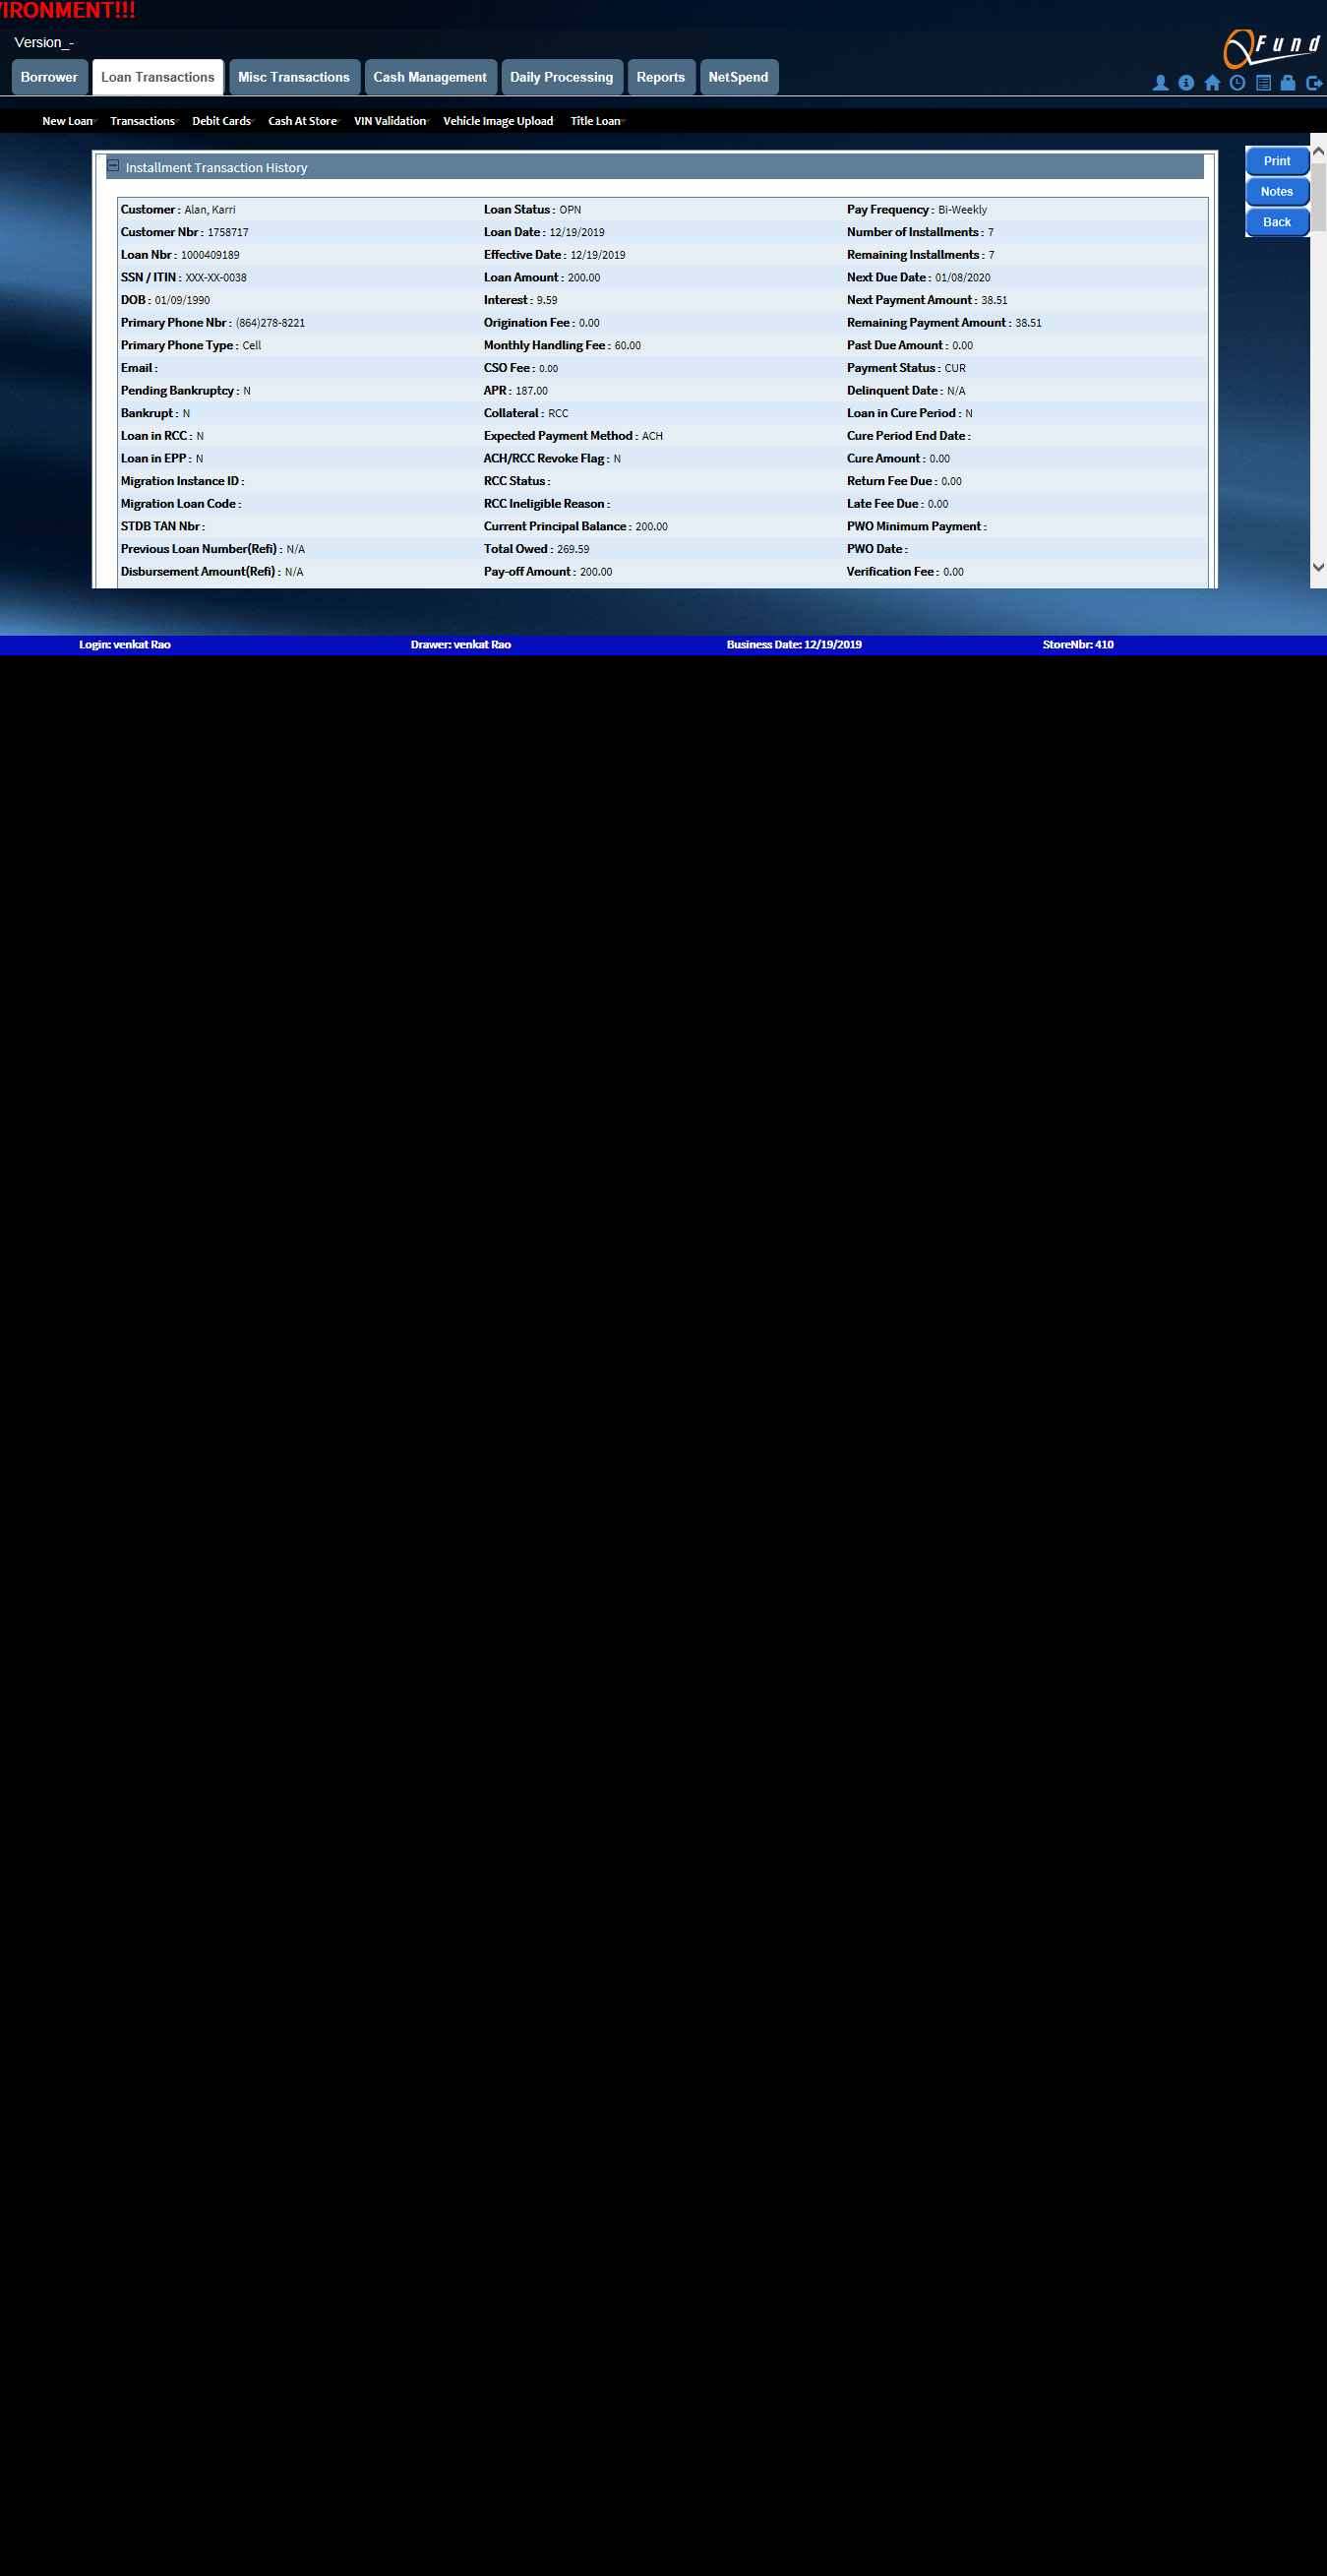 VIRONMENT!!!
Version_-
QFund
Borrower Loan Transactions Misc Transactions Cash Management Daily Processing Reports NetSpend
New Loan Transactions Debit Cards Cash At Store VIN Validation Vehicle Image Upload Title Loan
Installment Transaction History
Print
Notes
Back
Customer : Alan, Karri Loan Status : OPN Pay Frequency : Bi-Weekly
Customer Nbr : 1758717 Loan Date : 12/19/2019 Number of Installments : 7
Loan Nbr : 1000409189 Effective Date : 12/19/2019 Remaining Installments : 7
SSN / ITIN : XXX-XX-0038 Loan Amount : 200.00 Next Due Date : 01/08/2020
DOB : 01/09/1990 Interest : 9.59 Next Payment Amount : 38.51
Primary Phone Nbr : (864)278-8221 Origination Fee : 0.00 Remaining Payment Amount : 38.51
Primary Phone Type : Cell Monthly Handling Fee : 60.00 Past Due Amount : 0.00
Email : CSO Fee : 0.00 Payment Status : CUR
Pending Bankruptcy : N APR : 187.00 Delinquent Date : N/A
Bankrupt : N Collateral : RCC Loan in Cure Period : N
Loan in RCC : N Expected Payment Method : ACH Cure Period End Date :
Loan in EPP : N ACH/RCC Revoke Flag : N Cure Amount : 0.00
Migration Instance ID : RCC Status : Return Fee Due : 0.00
Migration Loan Code : RCC Ineligible Reason : Late Fee Due : 0.00
STDB TAN Nbr : Current Principal Balance : 200.00 PWO Minimum Payment :
Previous Loan Number(Refi) : N/A Total Owed : 269.59 PWO Date :
Disbursement Amount(Refi) : N/A Pay-off Amount : 200.00 Verification Fee : 0.00
Login: venkat Rao Drawer: venkat Rao Business Date: 12/19/2019 StoreNbr: 410